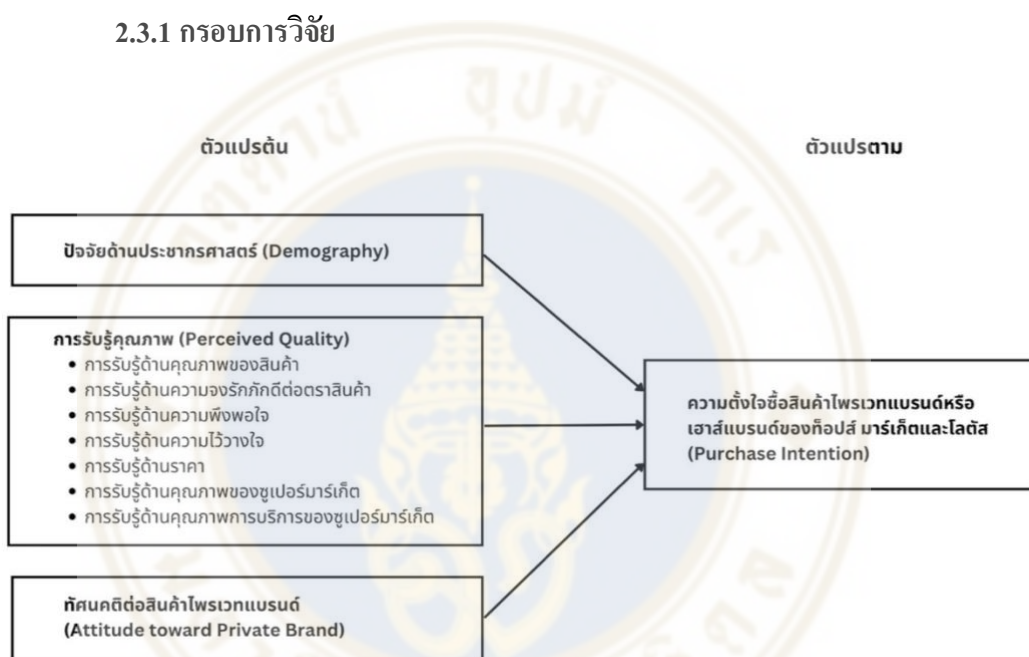 2.3.1 กรอบการวิจัย
อตฺตานํ อุปมํ กเร
ตัวแปรต้น
ตัวแปรตาม
ปัจจัยด้านประชากรศาสตร์ (Demography)
การรับรู้คุณภาพ (Perceived Quality)
• การรับรู้ด้านคุณภาพของสินค้า
• การรับรู้ด้านความจงรักภักดีต่อตราสินค้า
• การรับรู้ด้านความพึงพอใจ
• การรับรู้ด้านความไว้วางใจ
• การรับรู้ด้านราคา
• การรับรู้ด้านคุณภาพของซูเปอร์มาร์เก็ต
• การรับรู้ด้านคุณภาพการบริการของซูเปอร์มาร์เก็ต
ความตั้งใจซื้อสินค้าไพรเวทแบรนด์หรือ
เฮาส์แบรนด์ของท็อปส์ มาร์เก็ตและโลตัส
(Purchase Intention)
ทัศนคติต่อสินค้าไพรเวทแบรนด์
(Attitude toward Private Brand)